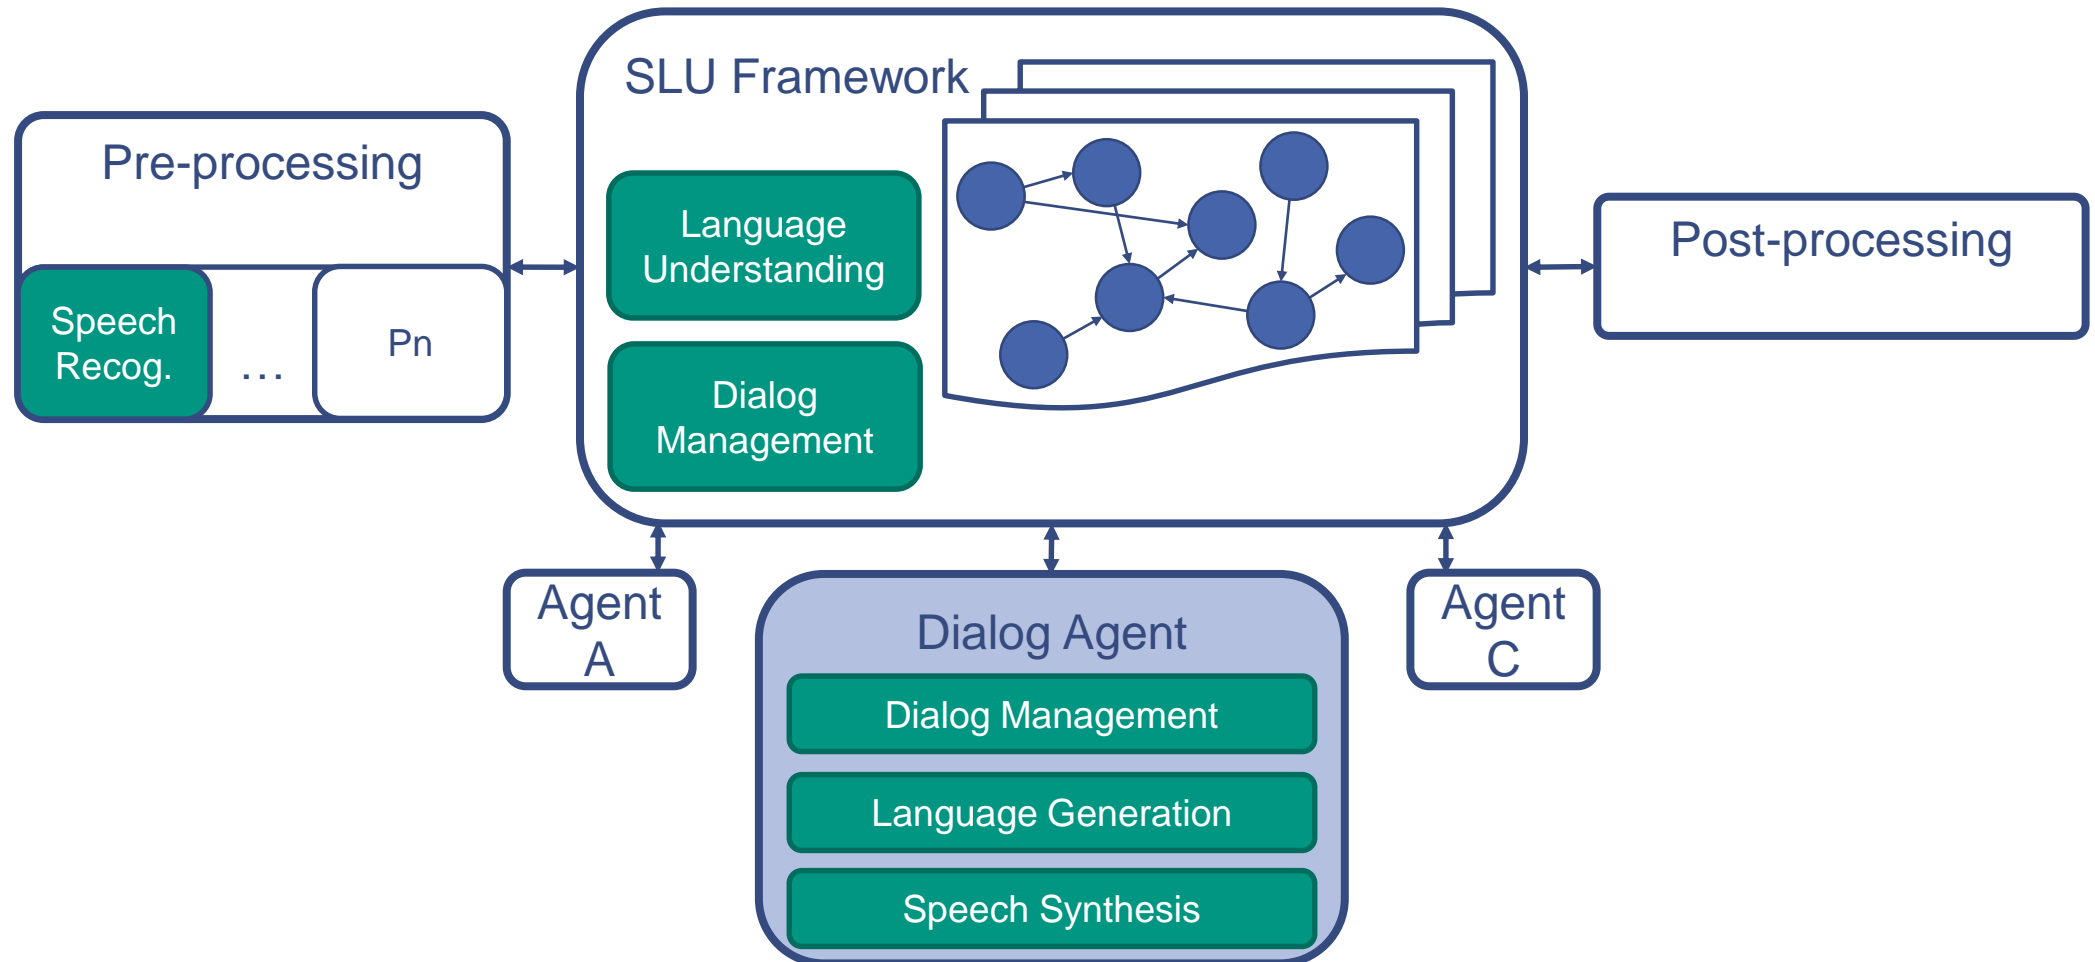 SLU Framework
Pre-processing
Speech
Recog.
…
Pn
Language
Understanding
Dialog
Management
Post-processing
Agent
A
Dialog Agent
Dialog Management
Language Generation
Speech Synthesis
Agent
C